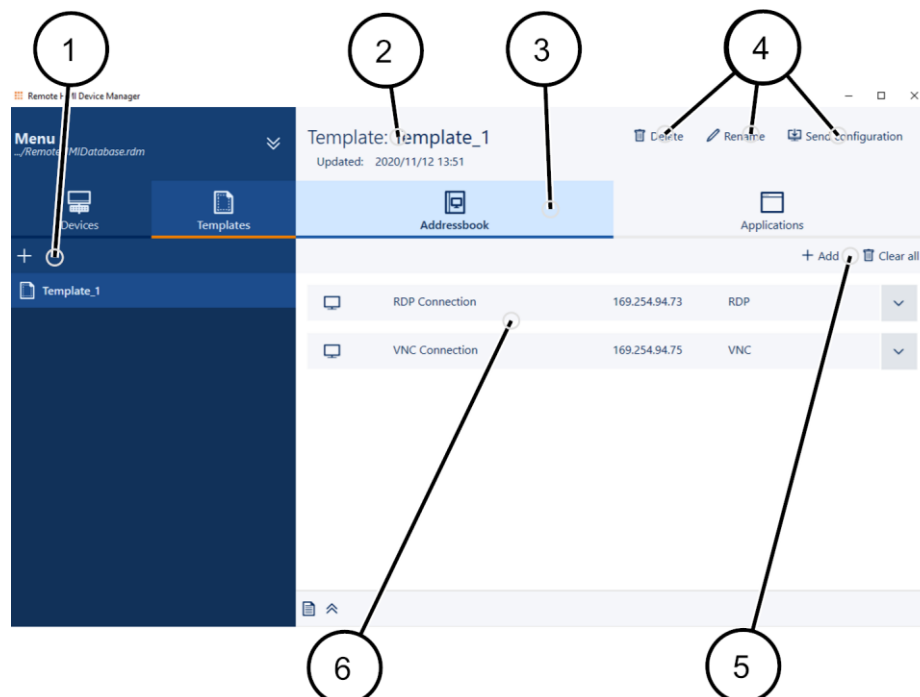 1
2
3
4
Remote HMI Device Manager
Menu
.../RemoteHMIDatabase.rdm
Template: Template_1
Updated: 2020/11/12 13:51
Delete
Rename
Send configuration
Devices
Templates
Addressbook
Applications
+ Add
Clear all
Template_1
RDP Connection 169.254.94.73 RDP
VNC Connection 169.254.94.75 VNC
6
5